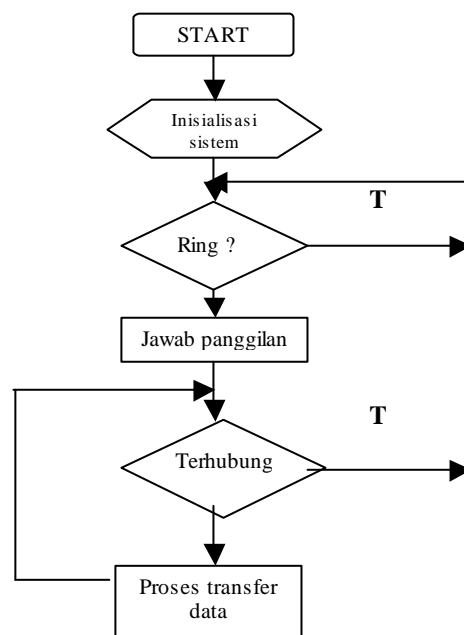 START
Inisialisasi
sistem
T
Ring ?
Jawab panggilan
T
Terhubung
Proses transfer
data